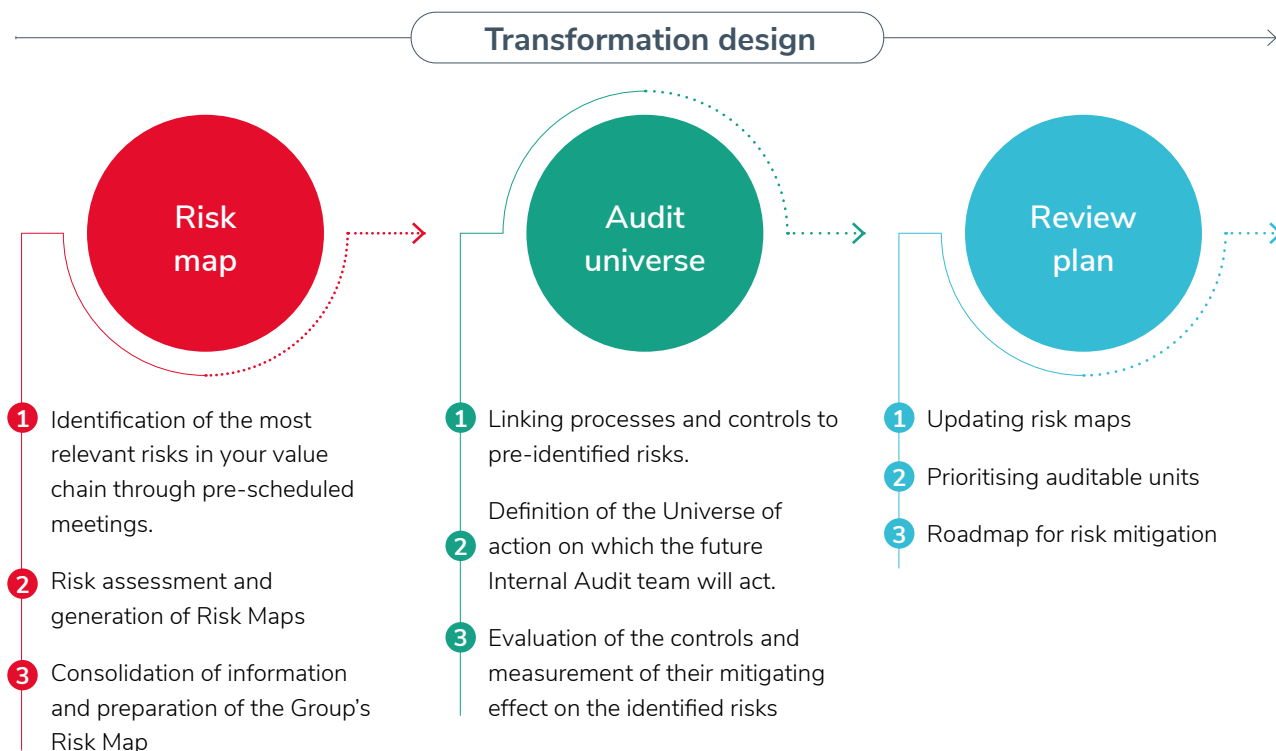 Transformation design
Risk
map
1
Identification of the most
relevant risks in your value
chain through pre-scheduled
meetings.
2
Risk assessment and
generation of Risk Maps
3
Consolidation of information
and preparation of the Group’s
Risk Map
Audit
universe
1
Linking processes and controls to
pre-identified risks.
2
Definition of the Universe of
action on which the future
Internal Audit team will act.
3
Evaluation of the controls and
measurement of their mitigating
effect on the identified risks
Review
plan
1
Updating risk maps
2
Prioritising auditable units
3
Roadmap for risk mitigation